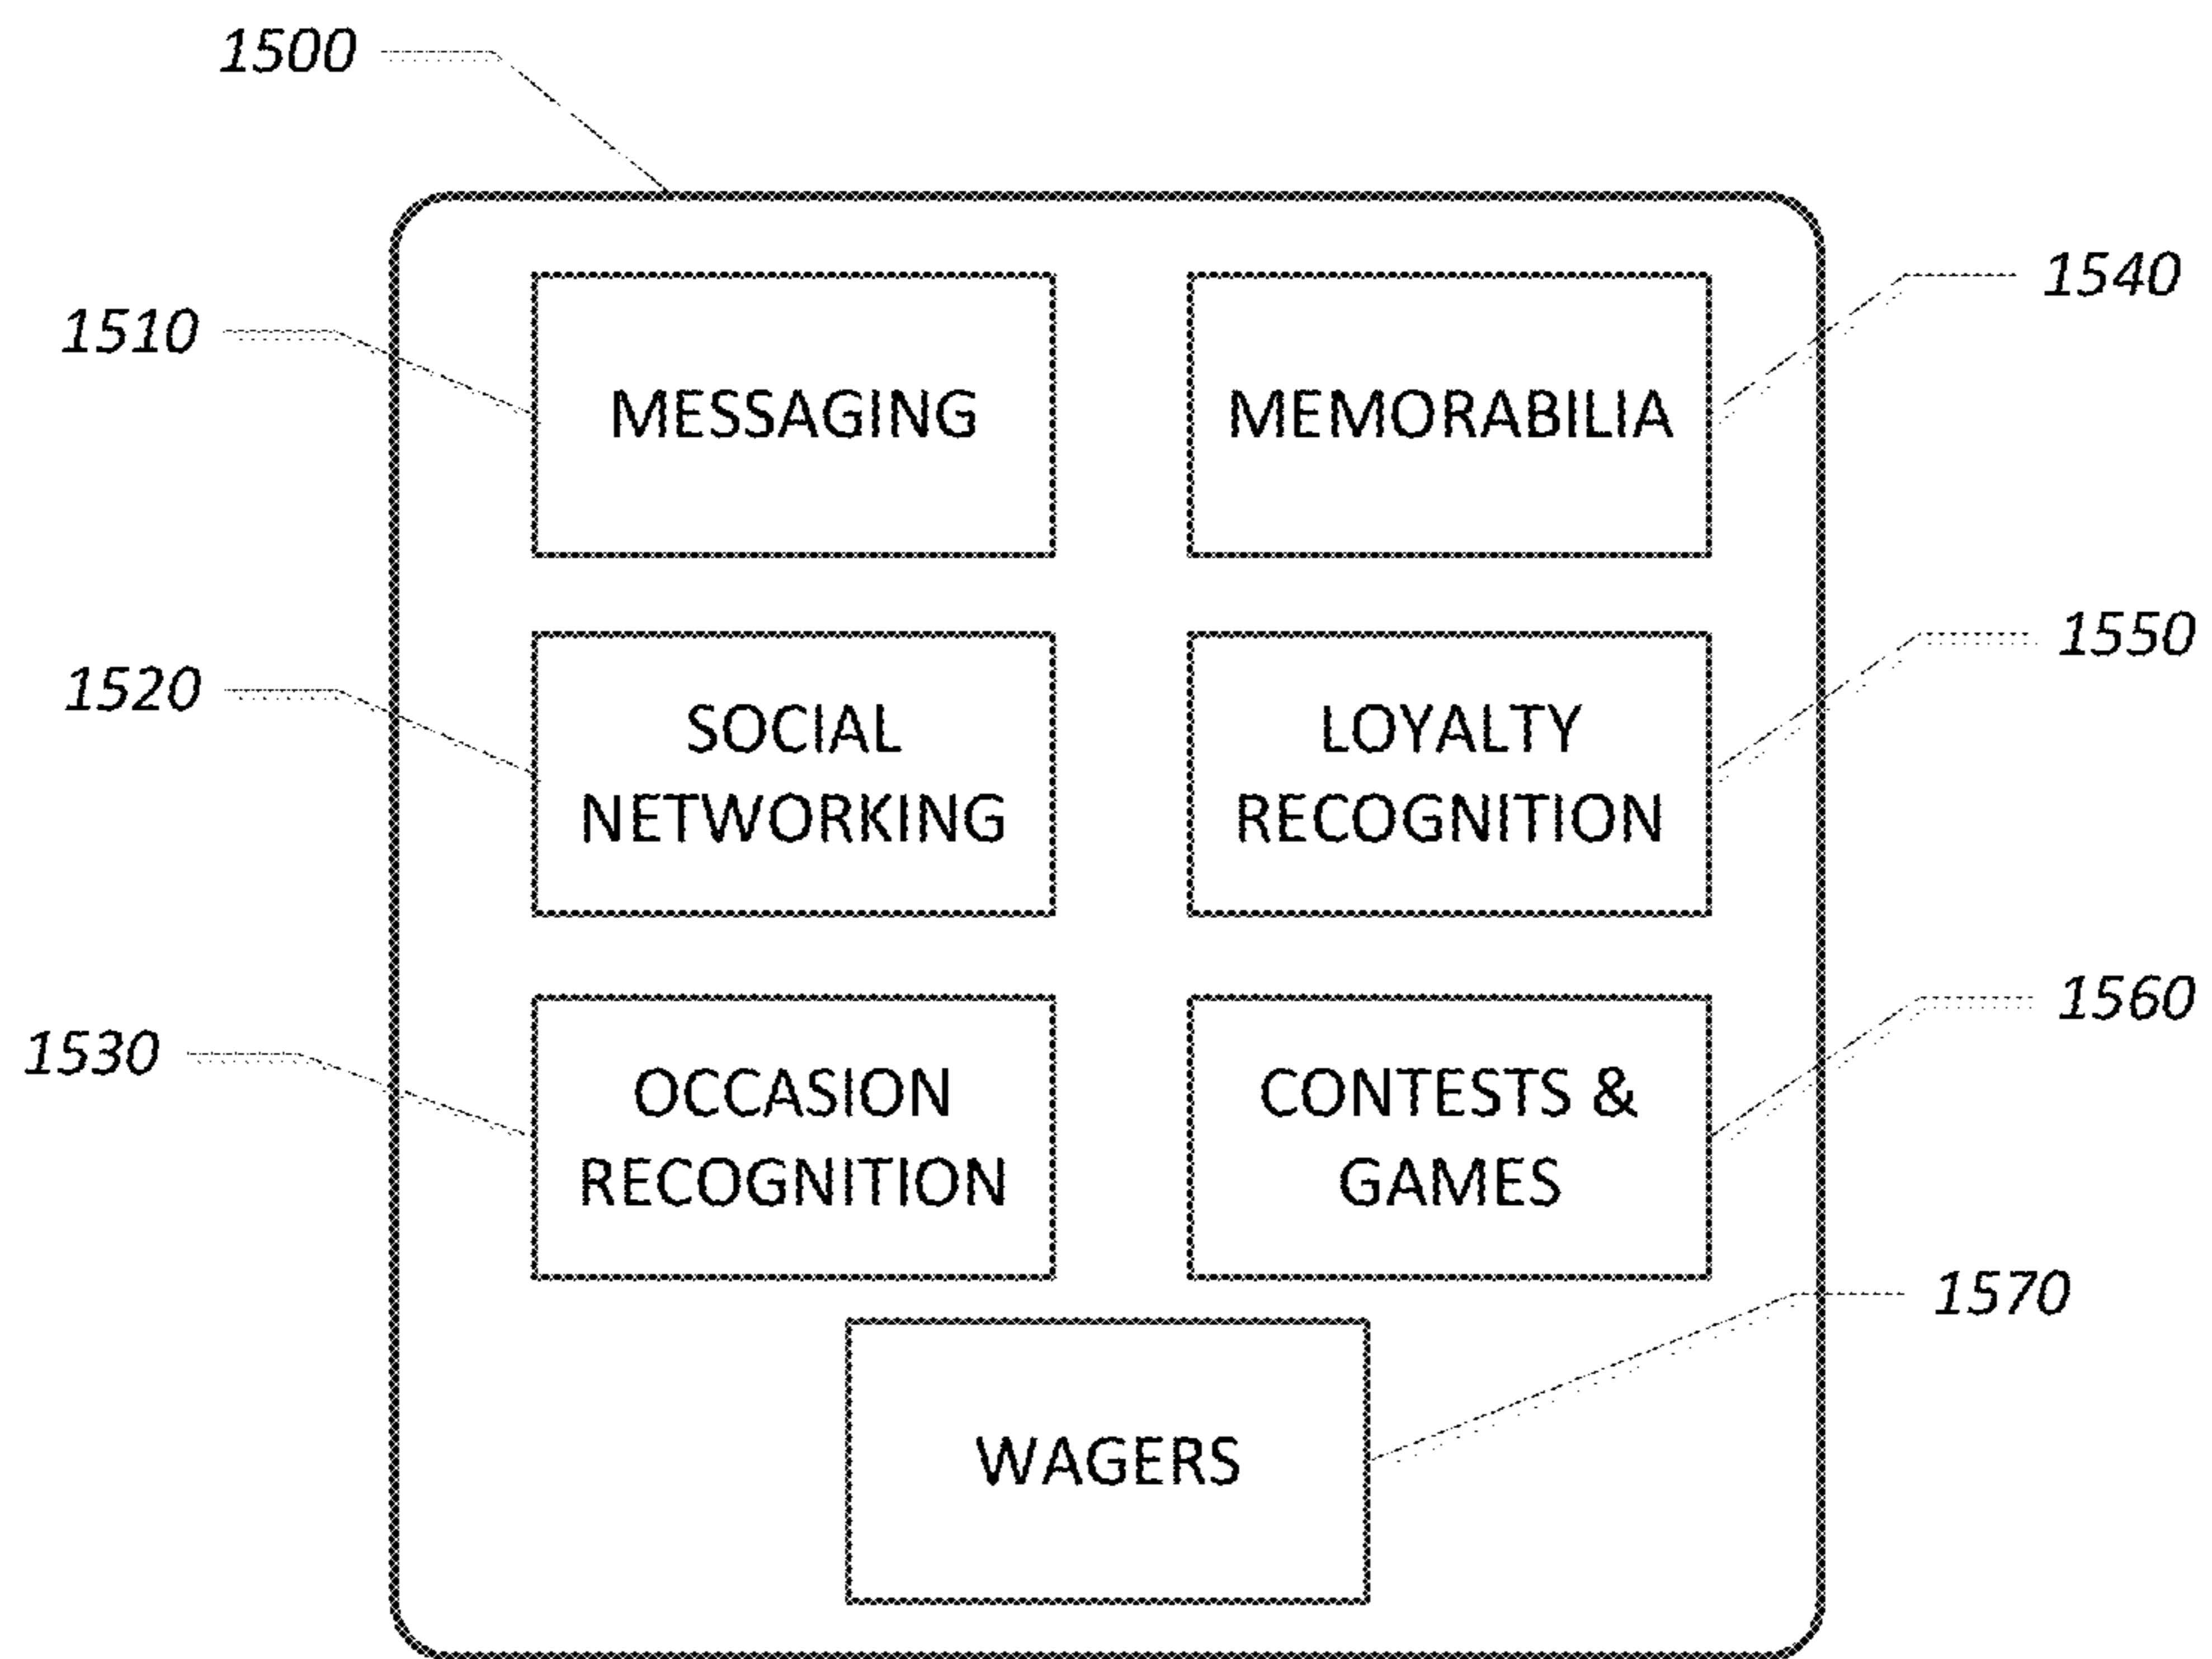 1500
1510
MESSAGING
MEMORABILIA
1540
1520
SOCIAL
NETWORKING
LOYALTY
RECOGNITION
1550
1530
OCCASION
RECOGNITION
CONTESTS &
GAMES
1560
WAGERS
1570